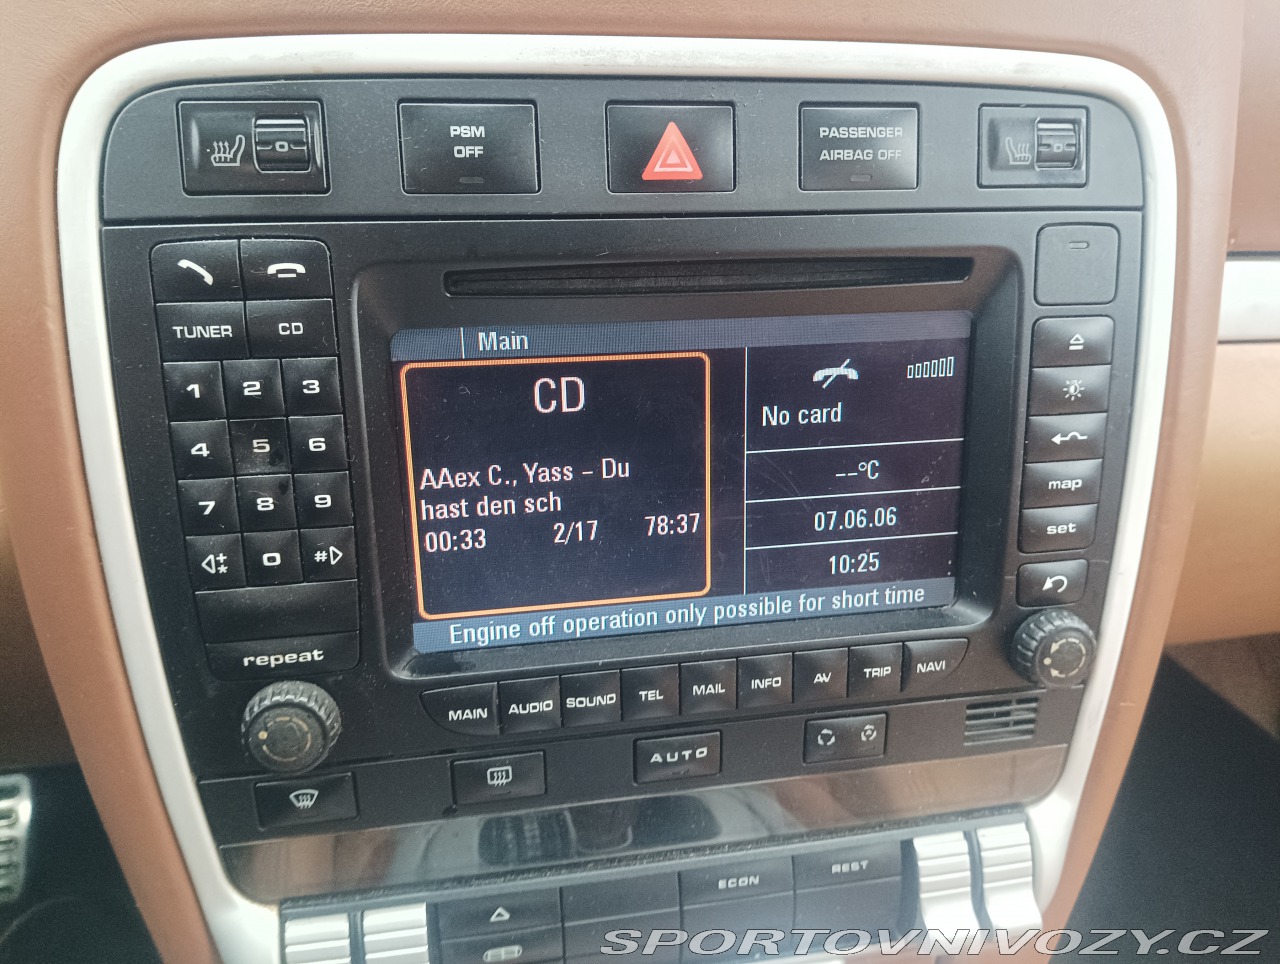 PSM
OFF
PASSENGER
AIRBAG OFF
TUNER
CD
1 2 3
4 5 6
7 8 9
* 0 #
repeat
Main
CD
AAex C., Yass - Du
hast den sch
00:33 2/17 78:37
No card
--°C
07.06.06
10:25
Engine off operation only possible for short time
map
set
MAIN AUDIO SOUND TEL MAIL INFO AV TRIP NAVI
AUTO
ECON
REST
SPORTOVNIVOZY.CZ